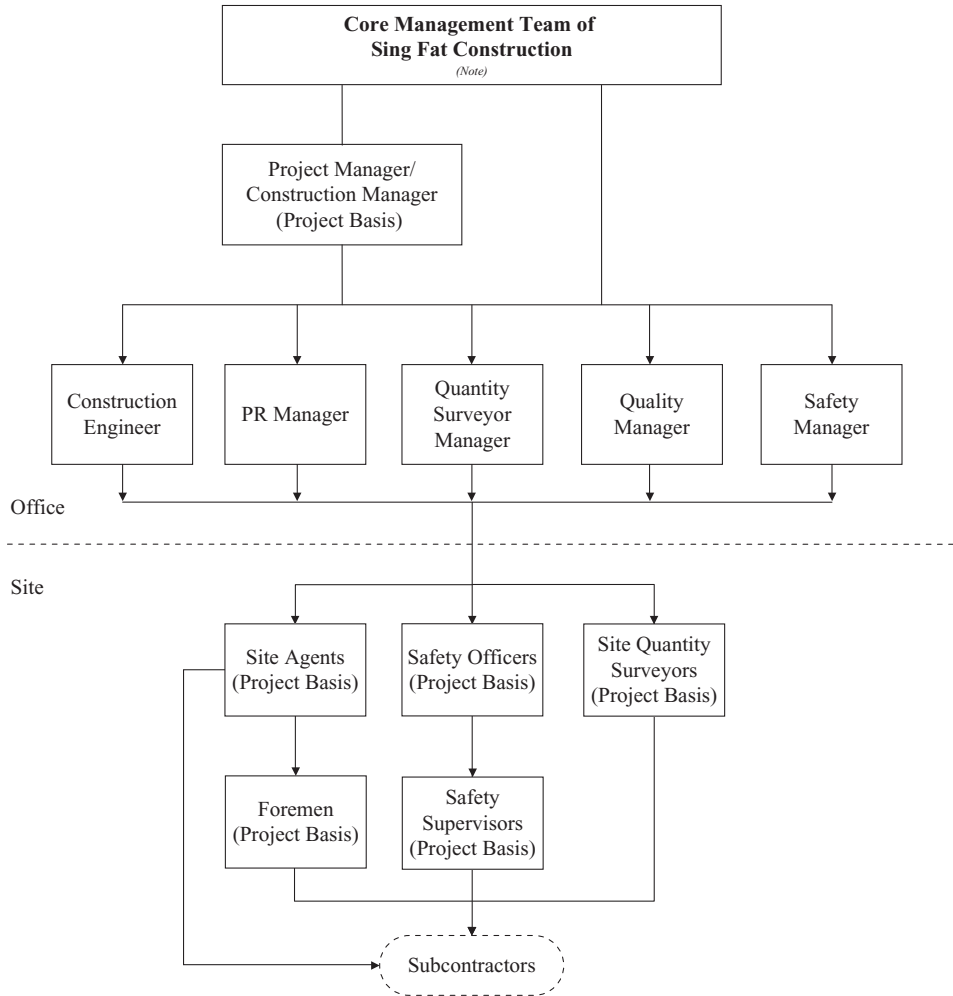 Core Management Team of
Sing Fat Construction
(Note)
Project Manager/
Construction Manager
(Project Basis)
Construction
Engineer
PR Manager
Quantity
Surveyor
Manager
Quality
Manager
Safety
Manager
Office
Site
Site Agents
(Project Basis)
Safety Officers
(Project Basis)
Site Quantity
Surveyors
(Project Basis)
Foremen
(Project Basis)
Safety
Supervisors
(Project Basis)
Subcontractors